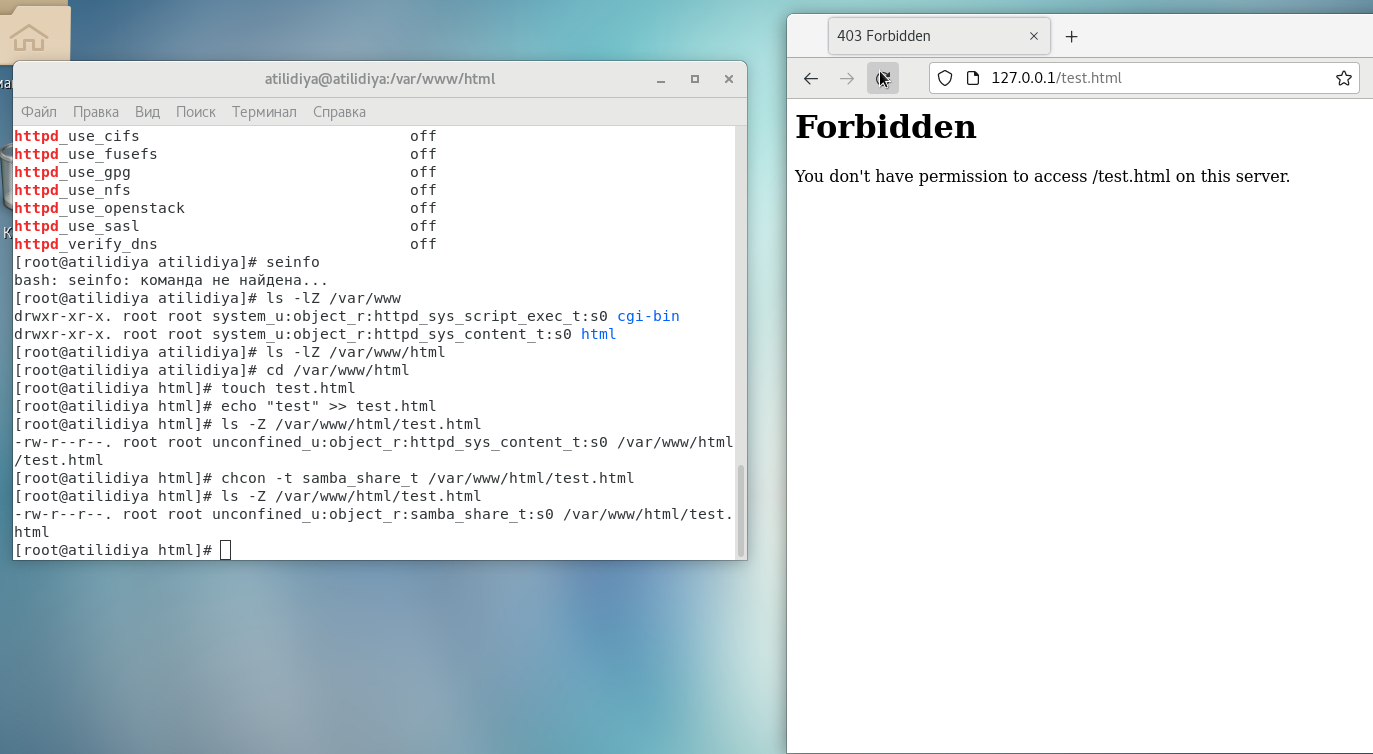 atilidiya@atilidiya:/var/www/html
Файл Правка Вид Поиск Терминал Справка
httpd_use_cifs off
httpd_use_fusefs off
httpd_use_gpg off
httpd_use_nfs off
httpd_use_openstack off
httpd_use_sasl off
httpd_verify_dns off
[root@atilidiya atilidiya]# seinfo
bash: seinfo: команда не найдена...
[root@atilidiya atilidiya]# ls -lZ /var/www
drwxr-xr-x. root root system_u:object_r:httpd_sys_script_exec_t:s0 cgi-bin
drwxr-xr-x. root root system_u:object_r:httpd_sys_content_t:s0 html
[root@atilidiya atilidiya]# ls -lZ /var/www/html
[root@atilidiya atilidiya]# cd /var/www/html
[root@atilidiya html]# touch test.html
[root@atilidiya html]# echo "test" >> test.html
[root@atilidiya html]# ls -Z /var/www/html/test.html
-rw-r--r--. root root unconfined_u:object_r:httpd_sys_content_t:s0 /var/www/html
/test.html
[root@atilidiya html]# chcon -t samba_share_t /var/www/html/test.html
[root@atilidiya html]# ls -Z /var/www/html/test.html
-rw-r--r--. root root unconfined_u:object_r:samba_share_t:s0 /var/www/html/test.
html
[root@atilidiya html]#
403 Forbidden
127.0.0.1/test.html
Forbidden
You don't have permission to access /test.html on this server.